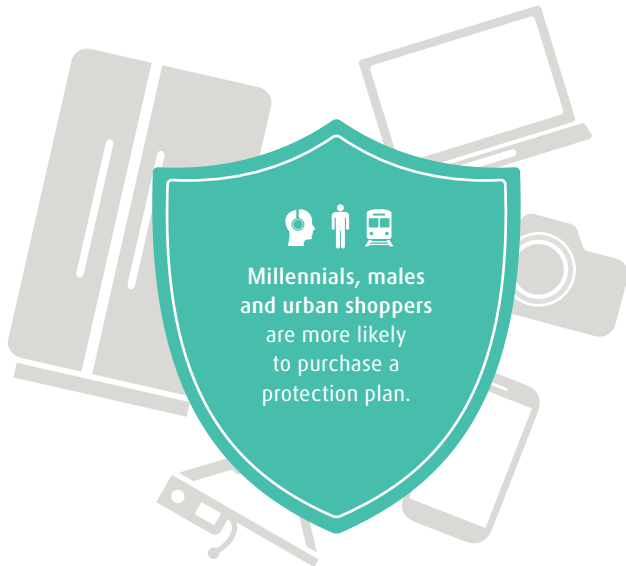 Millennials, males
and urban shoppers
are more likely
to purchase a
protection plan.